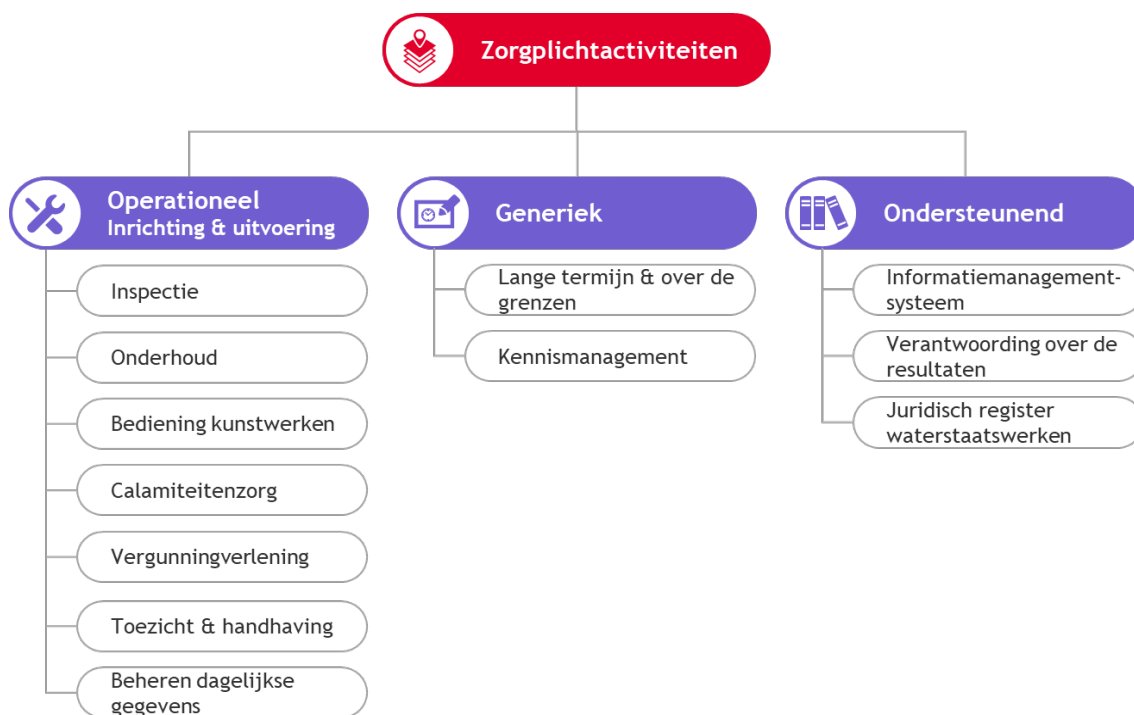 Zorgplichtactiviteiten
Operationeel
Inrichting & uitvoering
Inspectie
Onderhoud
Bediening kunstwerken
Calamiteitenzorg
Vergunningverlening
Toezicht & handhaving
Beheren dagelijkse
gegevens
Generiek
Lange termijn & over de
grenzen
Kennismanagement
Ondersteunend
Informatiemanagement-
systeem
Verantwoording over de
resultaten
Juridisch register
waterstaatswerken